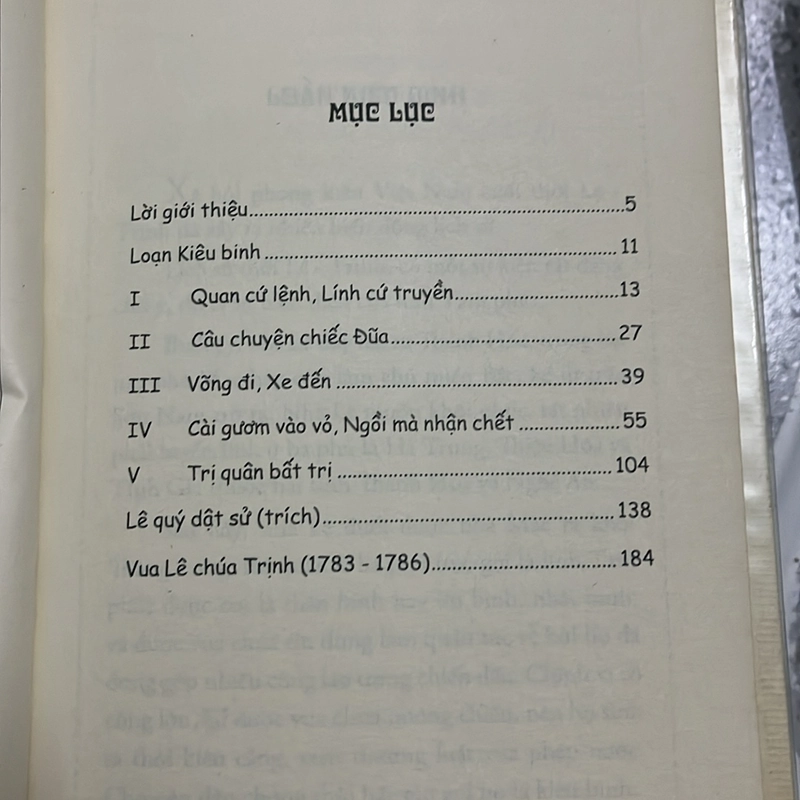 MỤC LỤC
Lời giới thiệu...........................................................................5
Loạn Kiêu binh......................................................................11
I Quan cứ lệnh, Lính cứ truyền.................................13
II Câu chuyện chiếc Đũa.............................................27
III Võng đi, Xe đến........................................................39
IV Cài gươm vào vỏ, Ngồi mà nhận chết....................55
V Trị quân bất trị.......................................................104
Lê quý dật sử (trích)..........................................................138
Vua Lê chúa Trịnh (1783 - 1786).....................................184